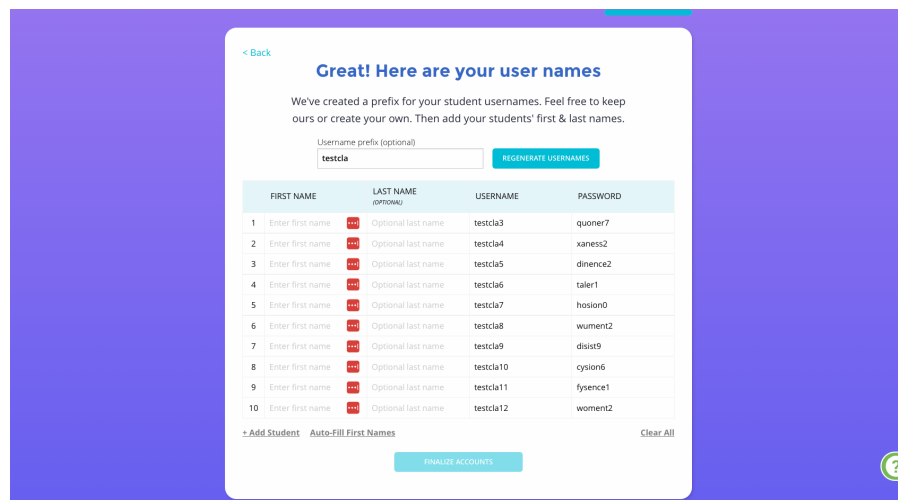 < Back
Great! Here are your user names
We've created a prefix for your student usernames. Feel free to keep
ours or create your own. Then add your students' first & last names.
Username prefix (optional)
testcla REGENERATE USERNAMES
FIRST NAME LAST NAME (OPTIONAL) USERNAME PASSWORD
1 Enter first name Optional last name testcla3 quoner7
2 Enter first name Optional last name testcla4 xaness2
3 Enter first name Optional last name testcla5 dinence2
4 Enter first name Optional last name testcla6 taler1
5 Enter first name Optional last name testcla7 hosion0
6 Enter first name Optional last name testcla8 wument2
7 Enter first name Optional last name testcla9 disist9
8 Enter first name Optional last name testcla10 cysion6
9 Enter first name Optional last name testcla11 fysence1
10 Enter first name Optional last name testcla12 woment2
+ Add Student Auto-Fill First Names Clear All
FINALIZE ACCOUNTS
?